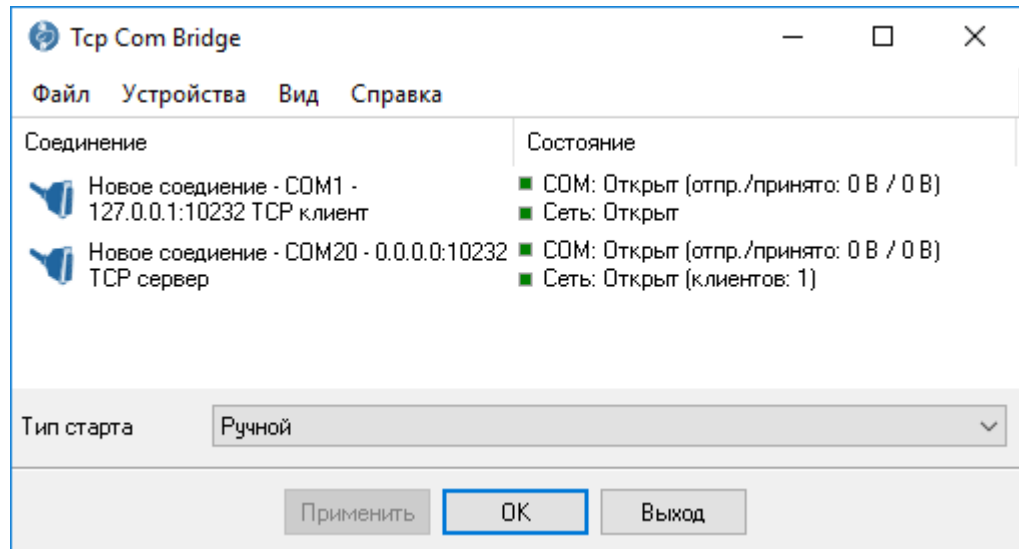 Tcp Com Bridge
Файл Устройства Вид Справка
Соединение Состояние
Новое соедиение - COM1 -
127.0.0.1:10232 TCP клиент
COM: Открыт (отпр./принято: 0 B / 0 B)
Сеть: Открыт
Новое соедиение - COM20 - 0.0.0.0:10232
TCP сервер
COM: Открыт (отпр./принято: 0 B / 0 B)
Сеть: Открыт (клиентов: 1)
Тип старта Ручной
Применить OK Выход